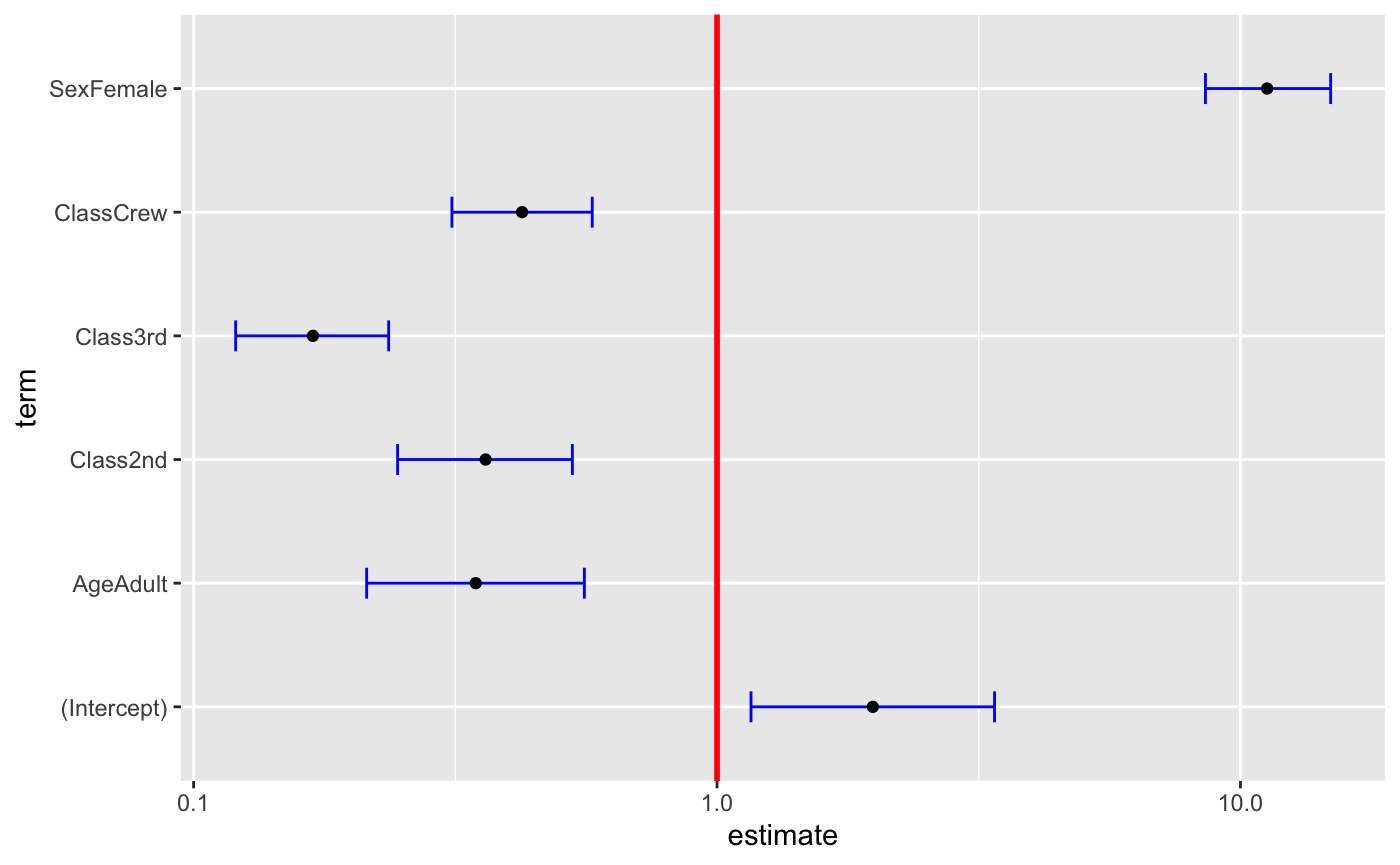 SexFemale
ClassCrew
Class3rd
Class2nd
AgeAdult
(Intercept)
term
0.1 1.0 10.0
estimate